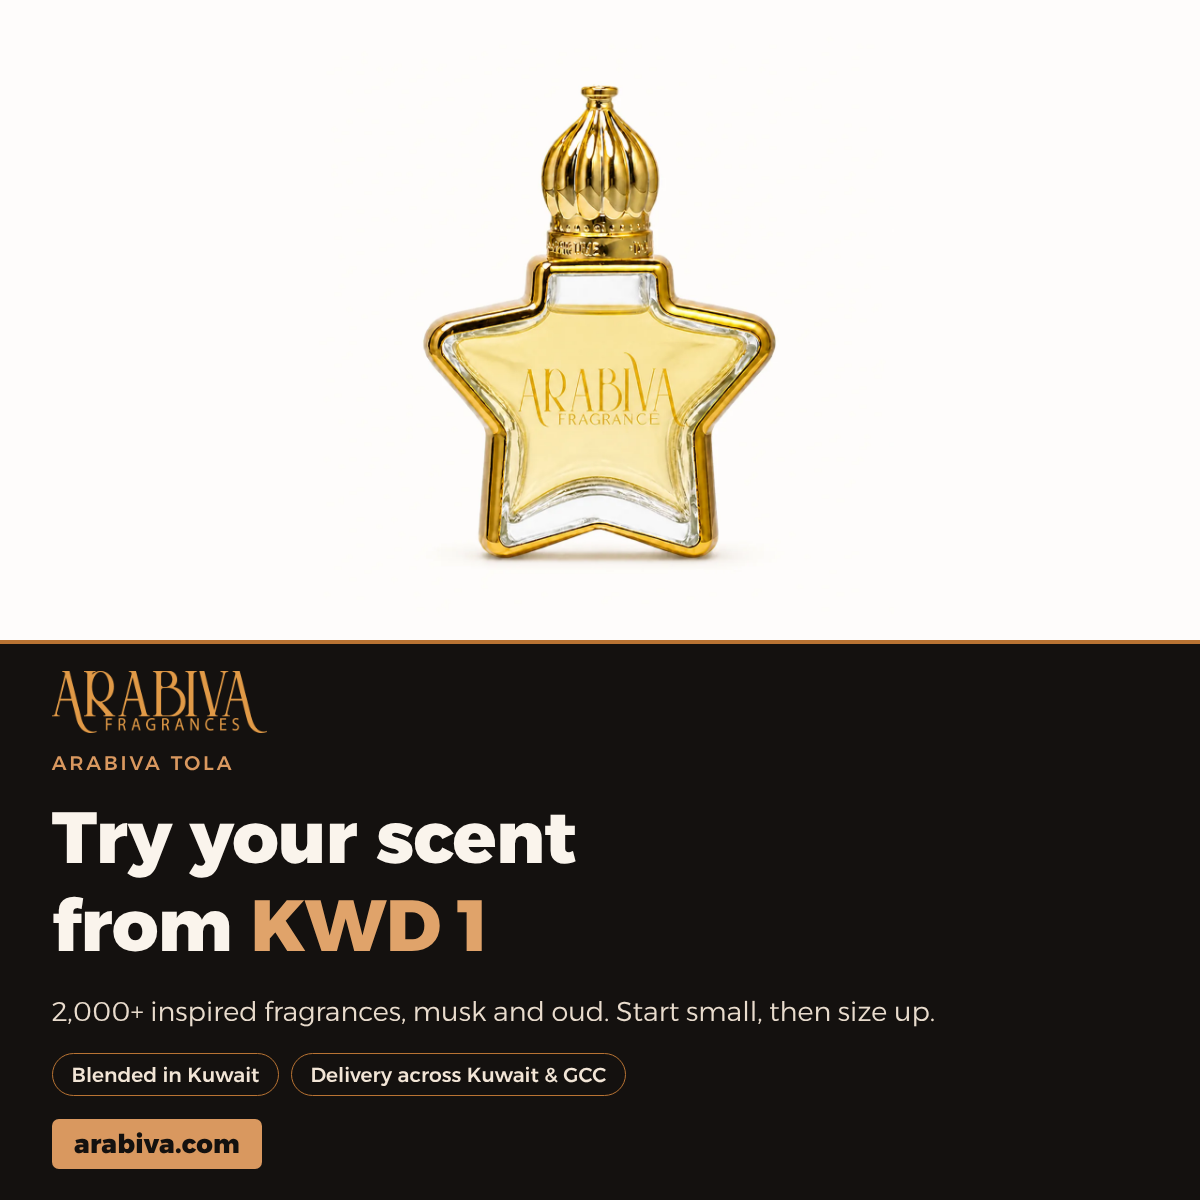 ARABIVA
FRAGRANCE
ARABIVA
FRAGRANCES
ARABIVA TOLA
Try your scent
from KWD 1
2,000+ inspired fragrances, musk and oud. Start small, then size up.
Blended in Kuwait
Delivery across Kuwait & GCC
arabiva.com